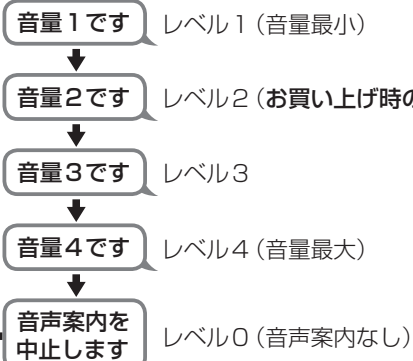 音量１です レベル１（音量最小）
音量２です レベル２（お買い上げ時の
音量３です レベル３
音量４です レベル４（音量最大）
音声案内を
中止します レベル０（音声案内なし）